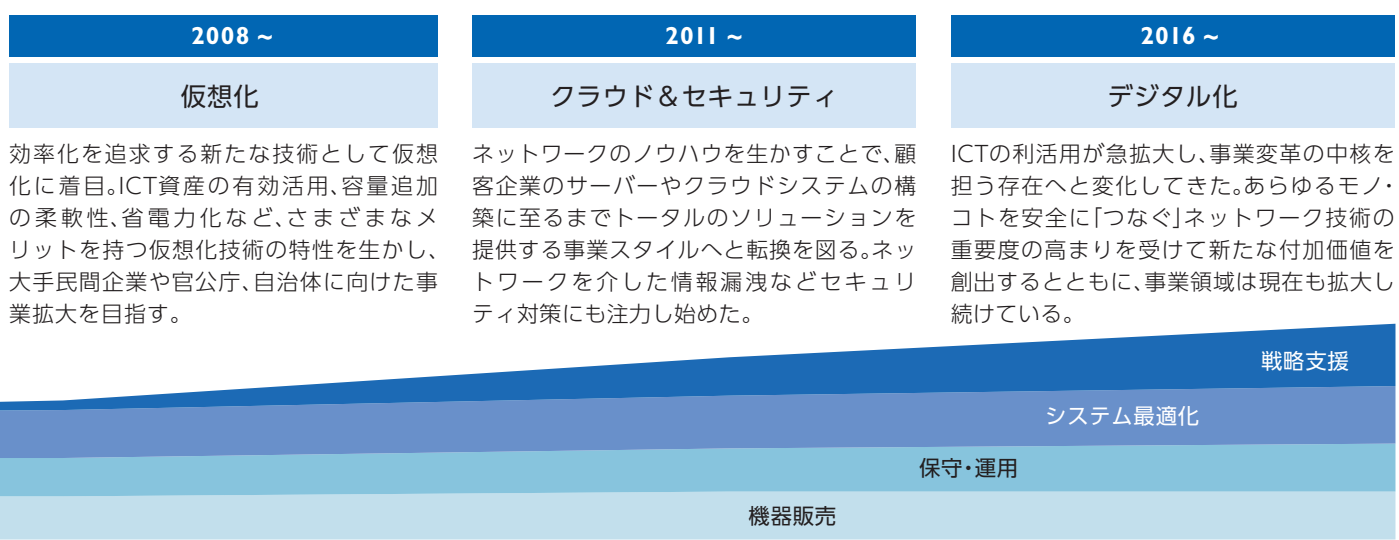 2008 ~
仮想化
効率化を追求する新たな技術として仮想
化に着目。ICT資産の有効活用、容量追加
の柔軟性、省電力化など、さまざまなメ
リットを持つ仮想化技術の特性を生かし、
大手民間企業や官公庁、自治体に向けた事
業拡大を目指す。
2011 ~
クラウド&セキュリティ
ネットワークのノウハウを生かすことで、顧
客企業のサーバーやクラウドシステムの構
築に至るまでトータルのソリューションを
提供する事業スタイルへと転換を図る。ネッ
トワークを介した情報漏洩などセキュリ
ティ対策にも注力し始めた。
2016 ~
デジタル化
ICTの利活用が急拡大し、事業変革の中核を
担う存在へと変化してきた。あらゆるモノ・
コトを安全に「つなぐ」ネットワーク技術の
重要度の高まりを受けて新たな付加価値を
創出するとともに、事業領域は現在も拡大し
続けている。
戦略支援
システム最適化
保守・運用
機器販売